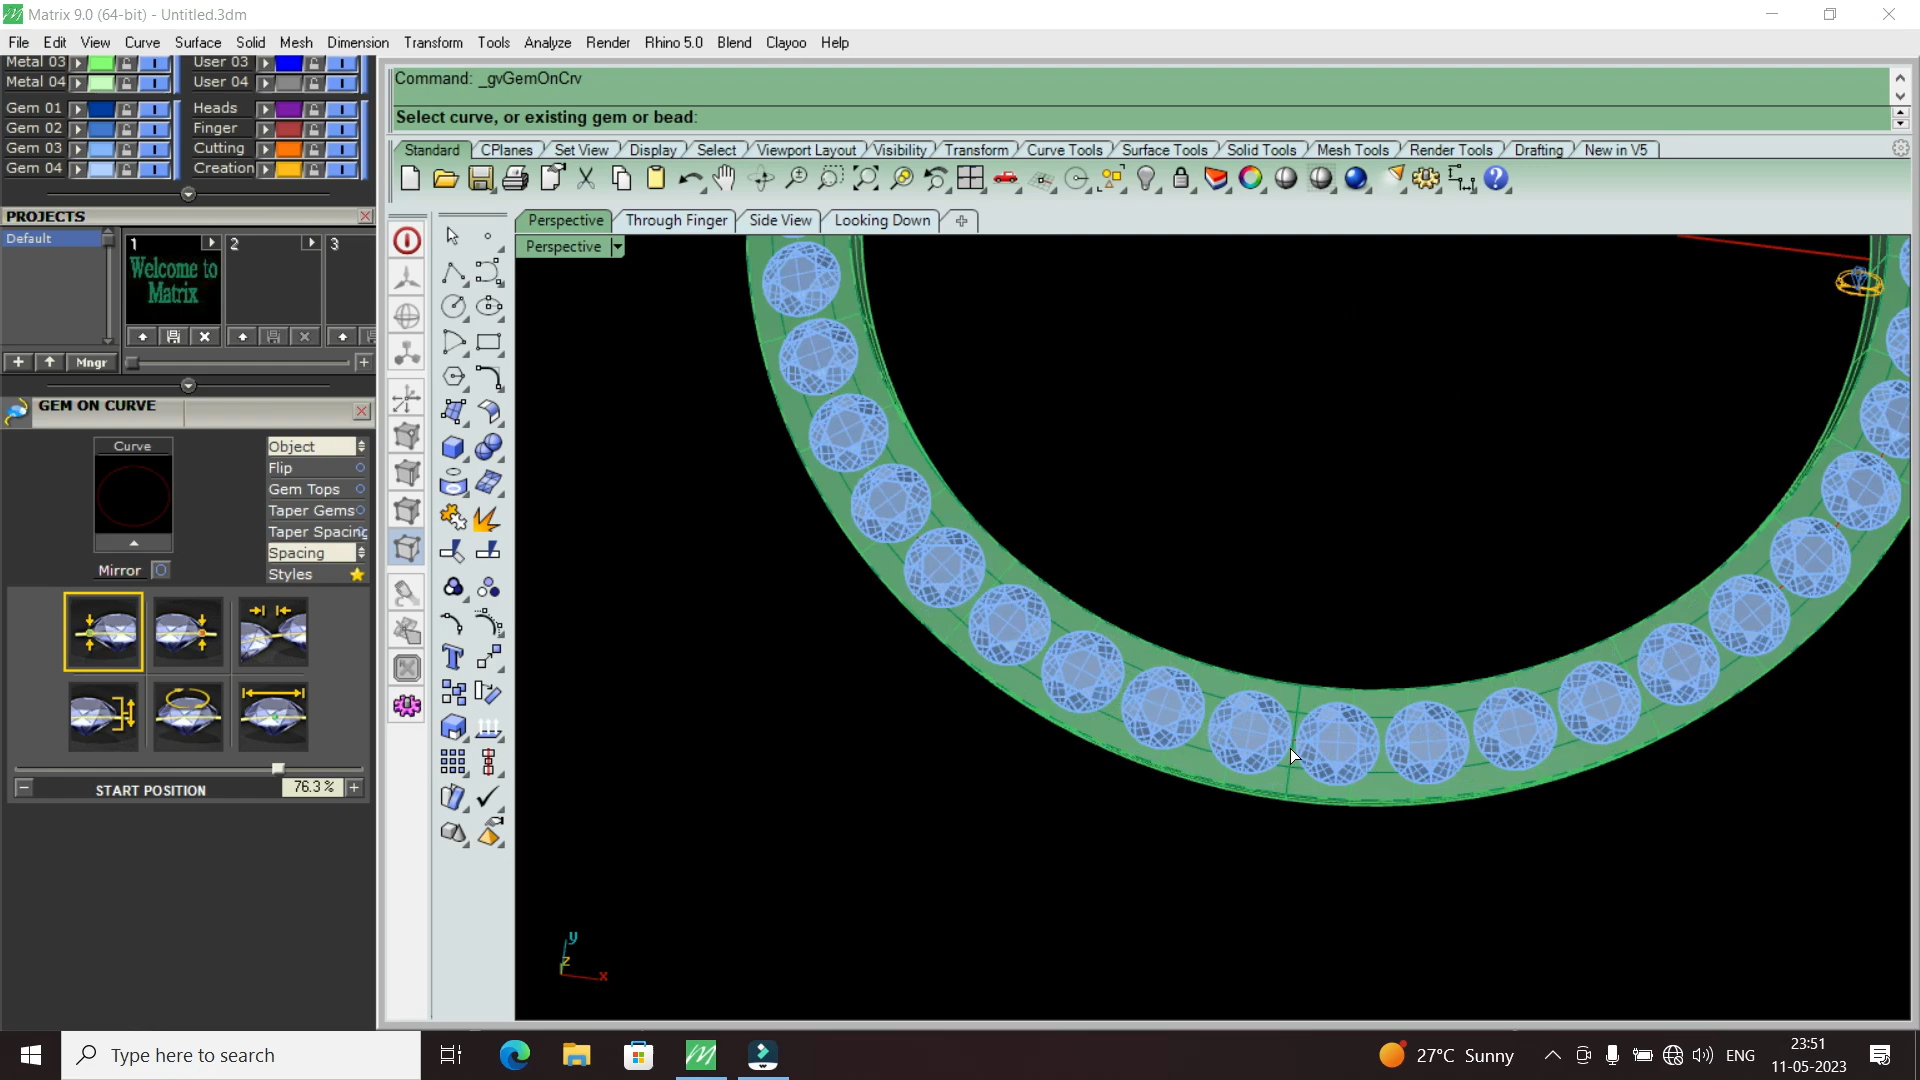 Matrix 9.0 (64-bit) - Untitled.3dm
File Edit View Curve Surface Solid Mesh Dimension Transform Tools Analyze Render Rhino 5.0 Blend Clayoo Help
Metal 03 User 03
Metal 04 User 04
Gem 01 Heads
Gem 02 Finger
Gem 03 Cutting
Gem 04 Creation
Command: _gvGemOnCrv
Select curve, or existing gem or bead:
Standard CPlanes Set View Display Select Viewport Layout Visibility Transform Curve Tools Surface Tools Solid Tools Mesh Tools Render Tools Drafting New in V5
PROJECTS
Default
1 2 3
Welcome to
Matrix
Mngr
Perspective Through Finger Side View Looking Down
Perspective
GEM ON CURVE
Curve
Object
Flip
Gem Tops
Taper Gems
Taper Spacing
Spacing
Mirror
Styles
START POSITION 76.3 %
y
z
x
Type here to search
27°C Sunny
ENG
23:51
11-05-2023